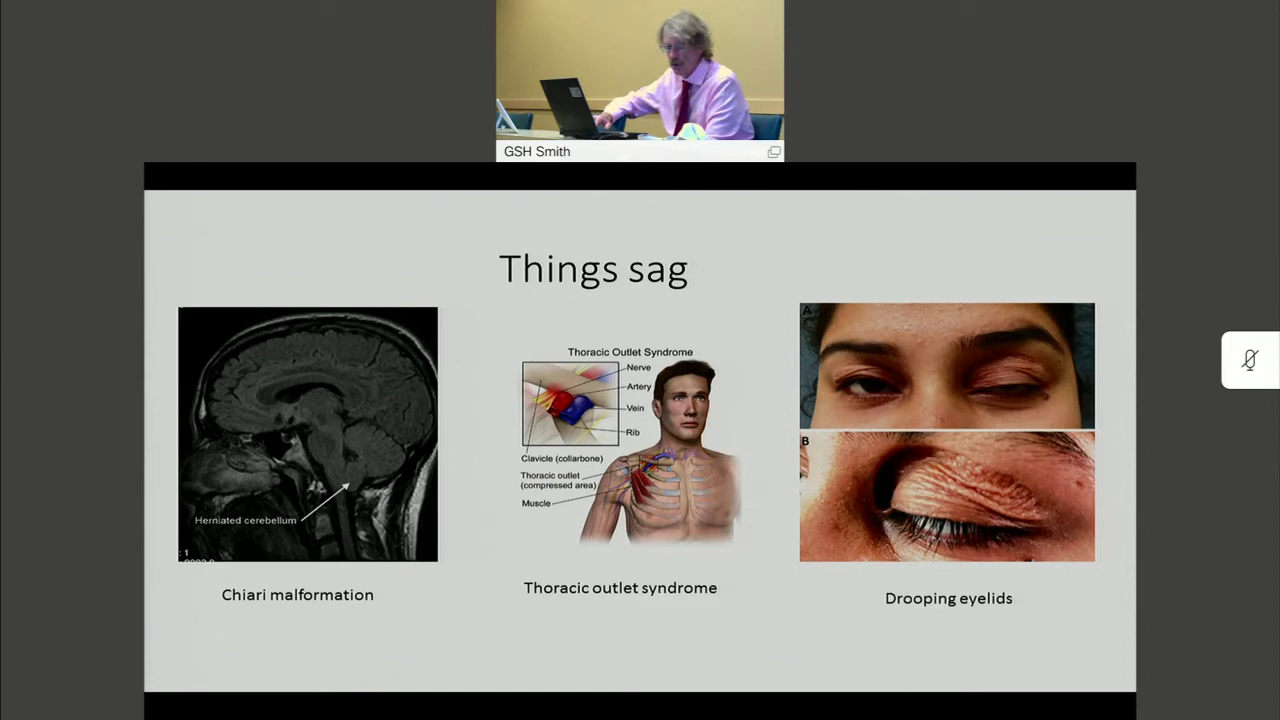 GSH Smith
Things sag
Herniated cerebellum
: 1
Chiari malformation
Thoracic Outlet Syndrome
Nerve
Artery
Vein
Rib
Clavicle (collarbone)
Thoracic outlet
(compressed area)
Muscle
Thoracic outlet syndrome
A
B
Drooping eyelids